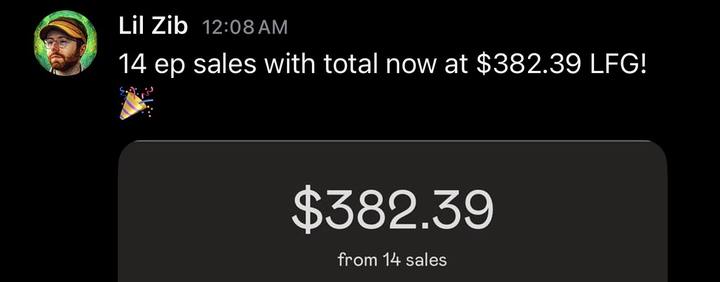 Lil Zib 12:08 AM
14 ep sales with total now at $382.39 LFG!
🎉
$382.39
from 14 sales